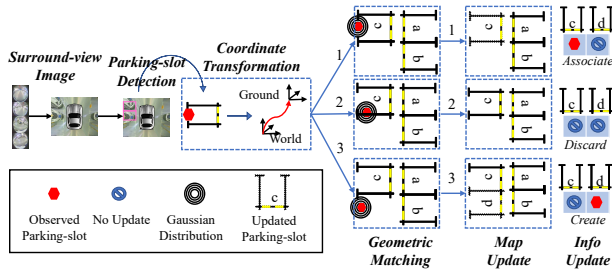 Surround-view
Image
Parking-slot
Detection
Coordinate
Transformation
Ground
World
1
2
3
c
a
b
1
c
a
b
c
d
Associate
c
a
b
2
c
a
b
c
d
Discard
c
a
b
3
c
d
a
b
c
d
Create
Observed
Parking-slot
No Update
Gaussian
Distribution
c
Updated
Parking-slot
Geometric
Matching
Map
Update
Info
Update